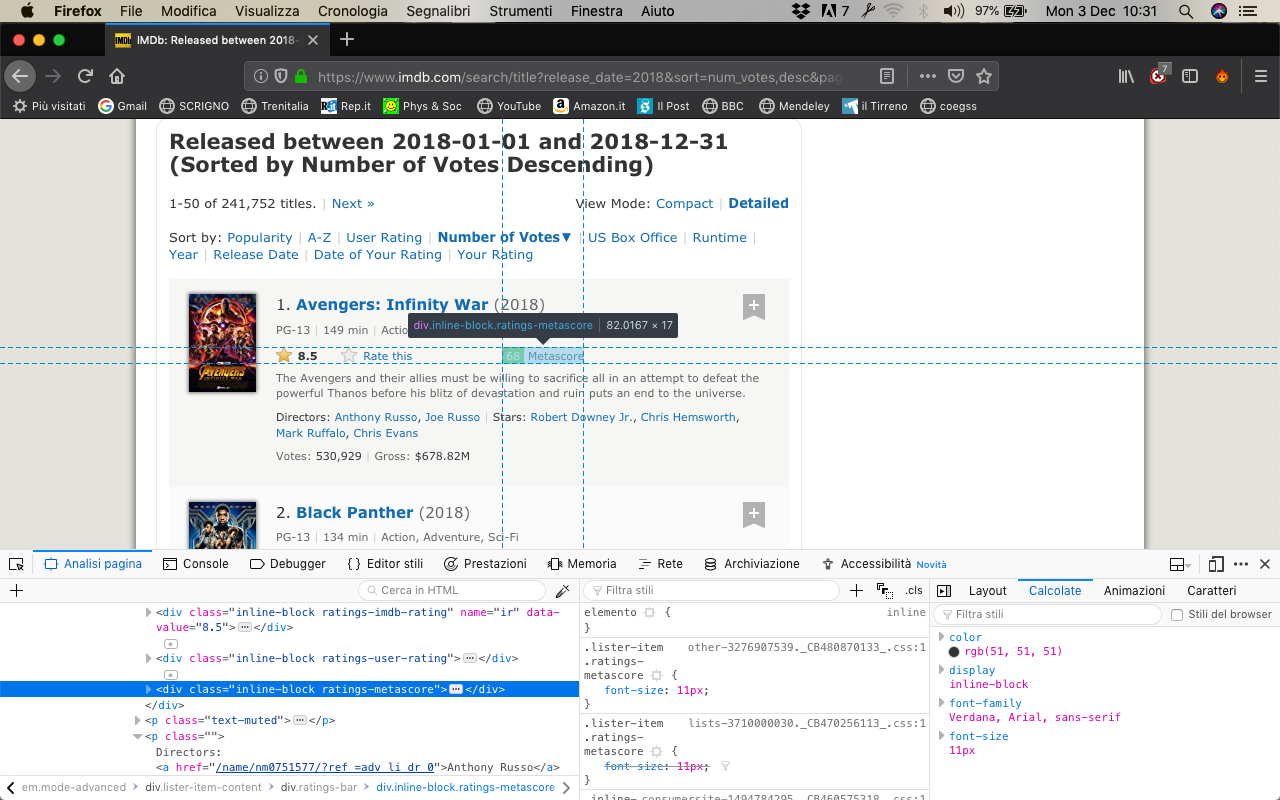 Firefox File Modifica Visualizza Cronologia Segnalibri Strumenti Finestra Aiuto 7 97% Mon 3 Dec 10:31
IMDb IMDb: Released between 2018-
https://www.imdb.com/search/title?release_date=2018&sort=num_votes,desc&pag 7
Più visitati Gmail SCRIGNO Trenitalia Rep.it Phys & Soc YouTube Amazon.it Il Post BBC Mendeley il Tirreno coegss
Released between 2018-01-01 and 2018-12-31
(Sorted by Number of Votes Descending)
1-50 of 241,752 titles. | Next » View Mode: Compact | Detailed
Sort by: Popularity | A-Z | User Rating | Number of Votes▼ | US Box Office | Runtime |
Year | Release Date | Date of Your Rating | Your Rating
1. Avengers: Infinity War (2018)
PG-13 | 149 min | Actio
div.inline-block.ratings-metascore | 82.0167 × 17
8.5 Rate this 68 Metascore
The Avengers and their allies must be willing to sacrifice all in an attempt to defeat the
powerful Thanos before his blitz of devastation and ruin puts an end to the universe.
Directors: Anthony Russo, Joe Russo | Stars: Robert Downey Jr., Chris Hemsworth,
Mark Ruffalo, Chris Evans
Votes: 530,929 | Gross: $678.82M
AVENGERS
2. Black Panther (2018)
PG-13 | 134 min | Action, Adventure, Sci-Fi
Analisi pagina Console Debugger Editor stili Prestazioni Memoria Rete Archiviazione Accessibilità Novità
Cerca in HTML
<div class="inline-block ratings-imdb-rating" name="ir" data-
value="8.5"></div>
<div class="inline-block ratings-user-rating"></div>
<div class="inline-block ratings-metascore"></div>
</div>
<p class="text-muted"></p>
<p class="">
Directors:
<a href="/name/nm0751577/?ref_=adv_li_dr_0">Anthony Russo</a>
em.mode-advanced > div.lister-item-content > div.ratings-bar > div.inline-block.ratings-metascore
Filtra stili + .cls
elemento { inline
}
.lister-item other-3276907539._CB480870133_.css:1
.ratings-
metascore {
font-size: 11px;
}
.lister-item lists-3710000030._CB470256113_.css:1
.ratings-
metascore {
font-size: 11px;
}
.inline- consumersite-1494784295._CB460575318_.css:1
Layout Calcolate Animazioni Caratteri
Filtra stili Stili del browser
color
rgb(51, 51, 51)
display
inline-block
font-family
Verdana, Arial, sans-serif
font-size
11px